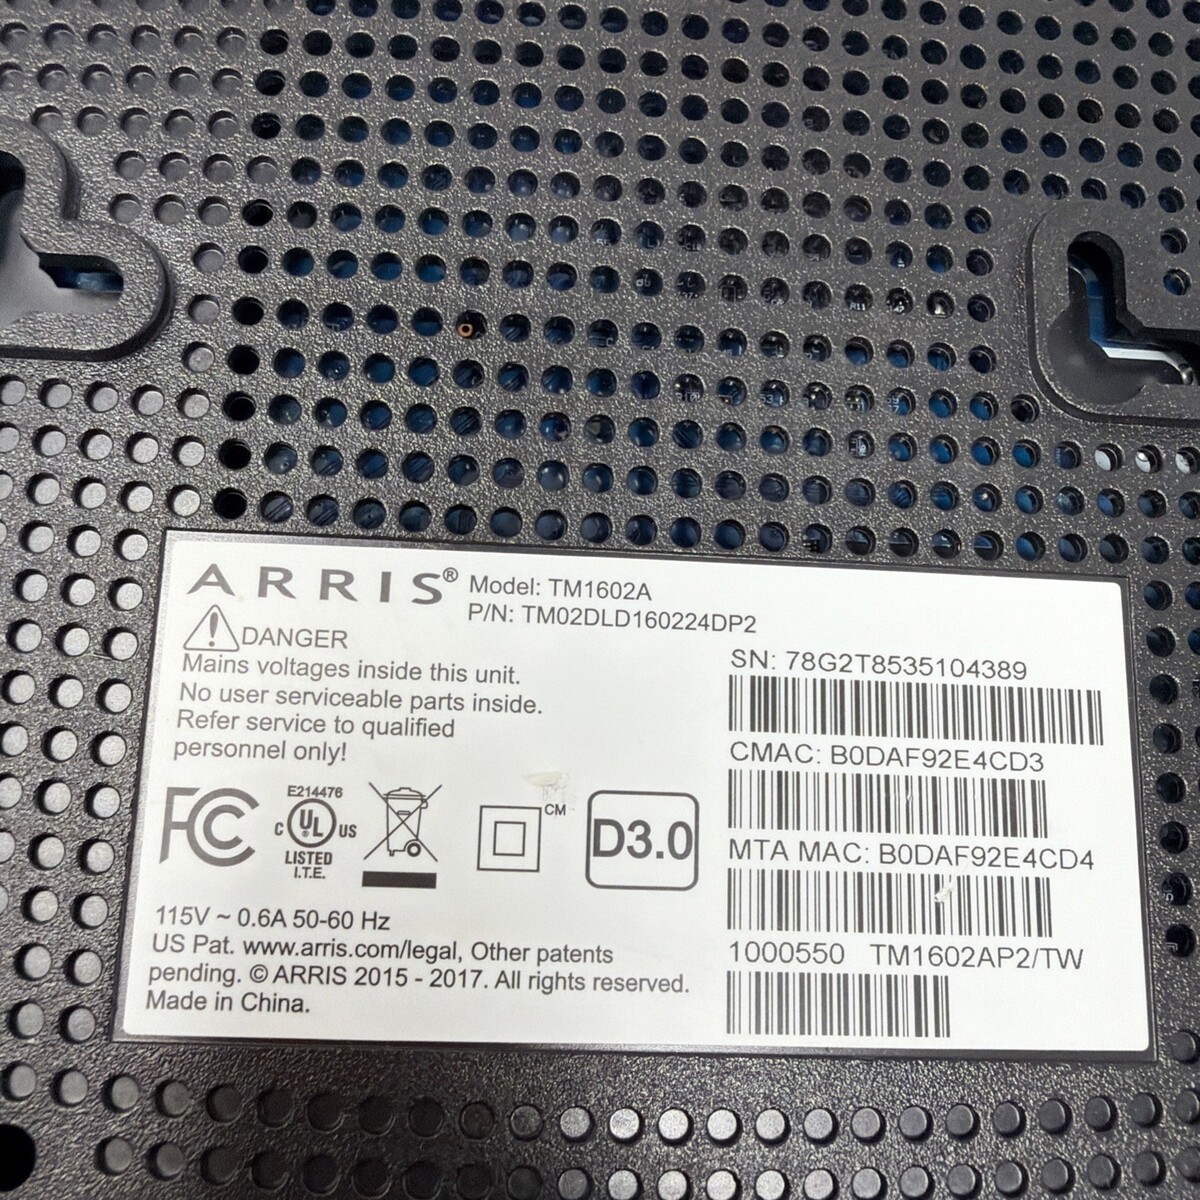 ARRIS® Model: TM1602A
P/N: TM02DLD160224DP2
DANGER
Mains voltages inside this unit.
No user serviceable parts inside.
Refer service to qualified
personnel only!
SN: 78G2T8535104389
CMAC: B0DAF92E4CD3
MTA MAC: B0DAF92E4CD4
1000550 TM1602AP2/TW
FC
E214476
C UL US
LISTED
I.T.E.
CM
D3.0
115V ~ 0.6A 50-60 Hz
US Pat. www.arris.com/legal, Other patents
pending. © ARRIS 2015 - 2017. All rights reserved.
Made in China.